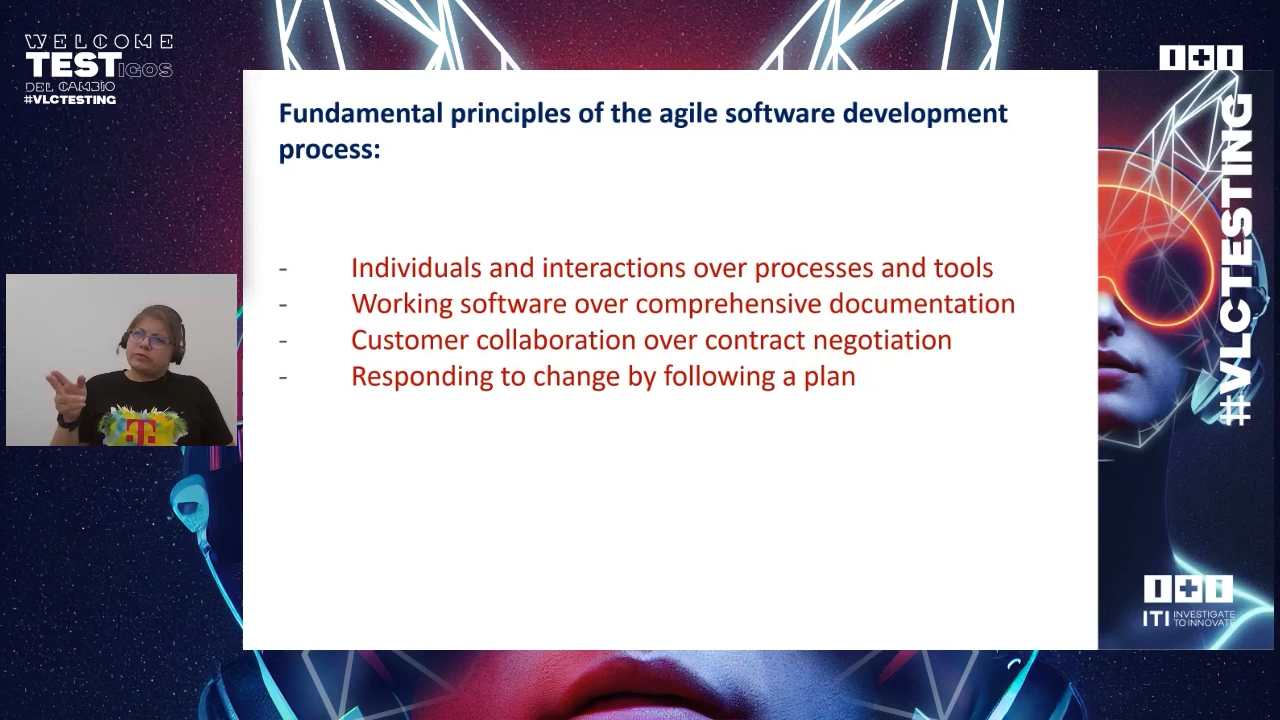 WELCOME
TESTIGOS
DEL CAMBIO
#VLCTESTING
Fundamental principles of the agile software development
process:
- Individuals and interactions over processes and tools
- Working software over comprehensive documentation
- Customer collaboration over contract negotiation
- Responding to change by following a plan
T
#VLCTESTING
ITI INVESTIGATE
TO INNOVATE